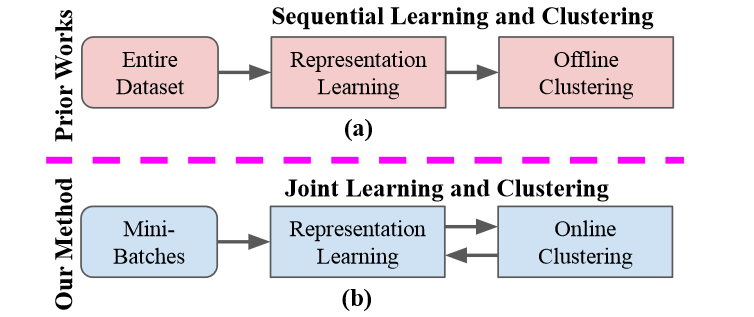 Prior Works
Sequential Learning and Clustering
Entire
Dataset
Representation
Learning
Offline
Clustering
(a)
Our Method
Joint Learning and Clustering
Mini-
Batches
Representation
Learning
Online
Clustering
(b)